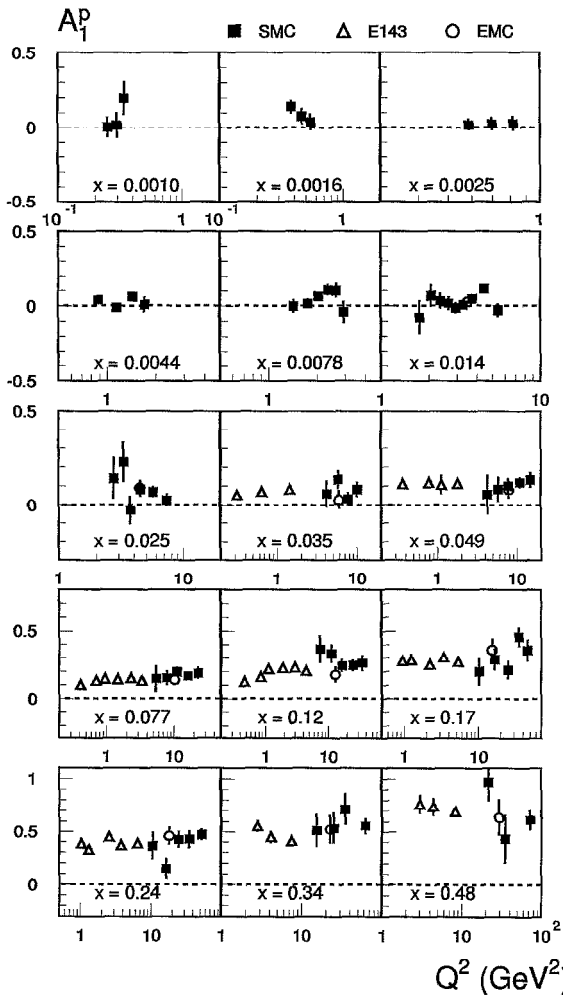 A₁ᵖ
■ SMC △ E143 ○ EMC
0.5
0
-0.5
x = 0.0010 x = 0.0016 x = 0.0025
10⁻¹ 1 10⁻¹ 1 1
0.5
0
-0.5
x = 0.0044 x = 0.0078 x = 0.014
1 1 1 10
0.5
0
x = 0.025 x = 0.035 x = 0.049
1 10 1 10 1 10
0.5
0
x = 0.077 x = 0.12 x = 0.17
1 10 1 10 10
1
0.5
0
x = 0.24 x = 0.34 x = 0.48
1 10 1 10 1 10 10²
Q² (GeV²)